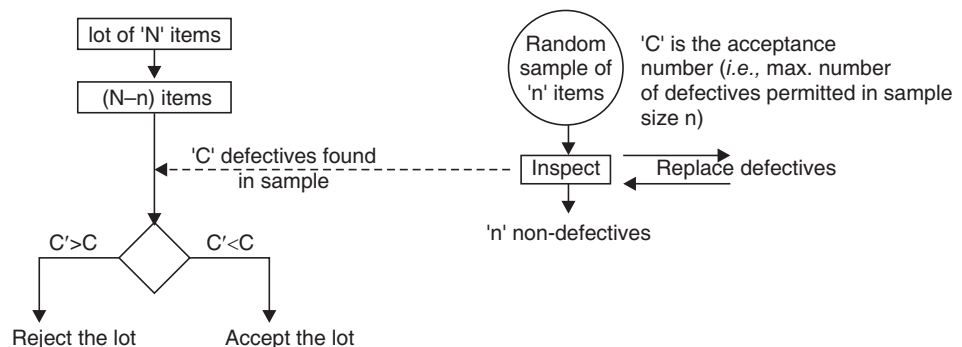 lot of 'N' items
(N–n) items
Random
sample of
'n' items
'C' is the acceptance
number (i.e., max. number
of defectives permitted in sample
size n)
'C' defectives found
in sample
Inspect
Replace defectives
'n' non-defectives
C'>C
C'<C
Reject the lot
Accept the lot